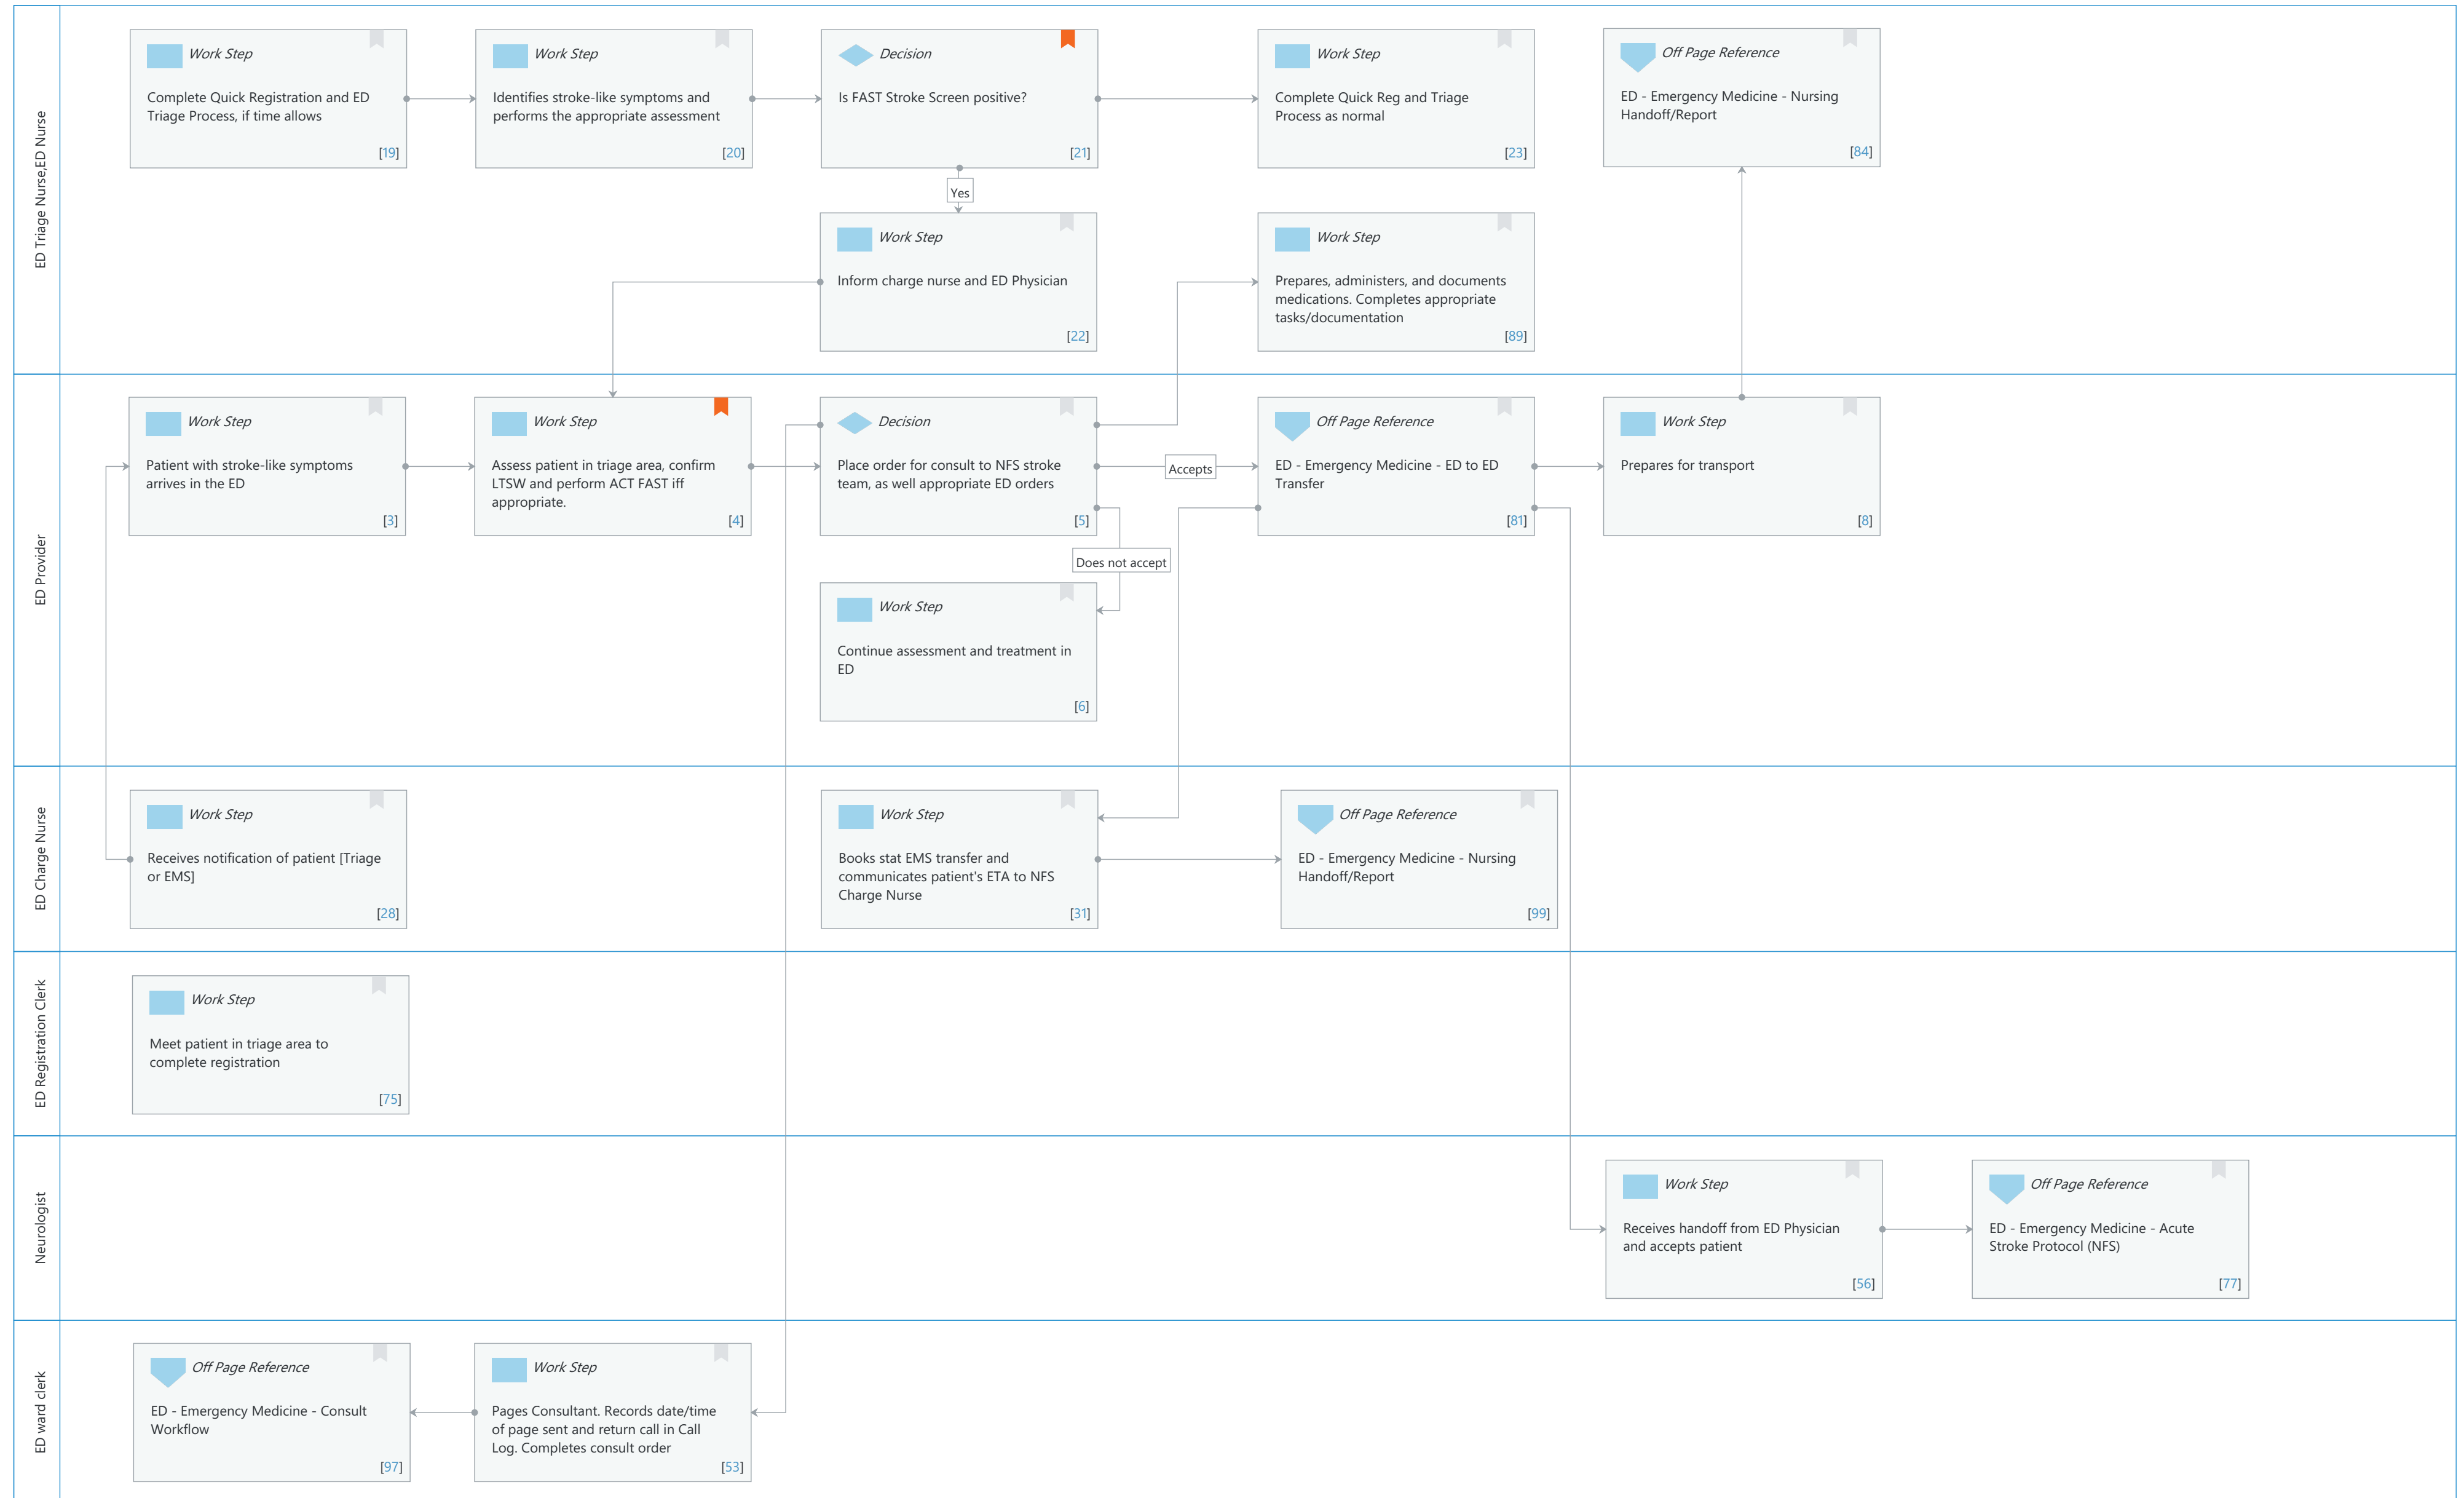 ED Triage Nurse,ED Nurse
Work Step
Complete Quick Registration and ED
Triage Process, if time allows
[19]
Work Step
Identifies stroke-like symptoms and
performs the appropriate assessment
[20]
Decision
Is FAST Stroke Screen positive?
[21]
Work Step
Complete Quick Reg and Triage
Process as normal
[23]
Off Page Reference
ED - Emergency Medicine - Nursing
Handoff/Report
[84]
Yes
Work Step
Inform charge nurse and ED Physician
[22]
Work Step
Prepares, administers, and documents
medications. Completes appropriate
tasks/documentation
[89]
ED Provider
Work Step
Patient with stroke-like symptoms
arrives in the ED
[3]
Work Step
Assess patient in triage area, confirm
LTSW and perform ACT FAST iff
appropriate.
[4]
Decision
Place order for consult to NFS stroke
team, as well appropriate ED orders
[5]
Accepts
Off Page Reference
ED - Emergency Medicine - ED to ED
Transfer
[81]
Work Step
Prepares for transport
[8]
Does not accept
Work Step
Continue assessment and treatment in
ED
[6]
ED Charge Nurse
Work Step
Receives notification of patient [Triage
or EMS]
[28]
Work Step
Books stat EMS transfer and
communicates patient's ETA to NFS
Charge Nurse
[31]
Off Page Reference
ED - Emergency Medicine - Nursing
Handoff/Report
[99]
ED Registration Clerk
Work Step
Meet patient in triage area to
complete registration
[75]
Neurologist
Work Step
Receives handoff from ED Physician
and accepts patient
[56]
Off Page Reference
ED - Emergency Medicine - Acute
Stroke Protocol (NFS)
[77]
ED ward clerk
Off Page Reference
ED - Emergency Medicine - Consult
Workflow
[97]
Work Step
Pages Consultant. Records date/time
of page sent and return call in Call
Log. Completes consult order
[53]